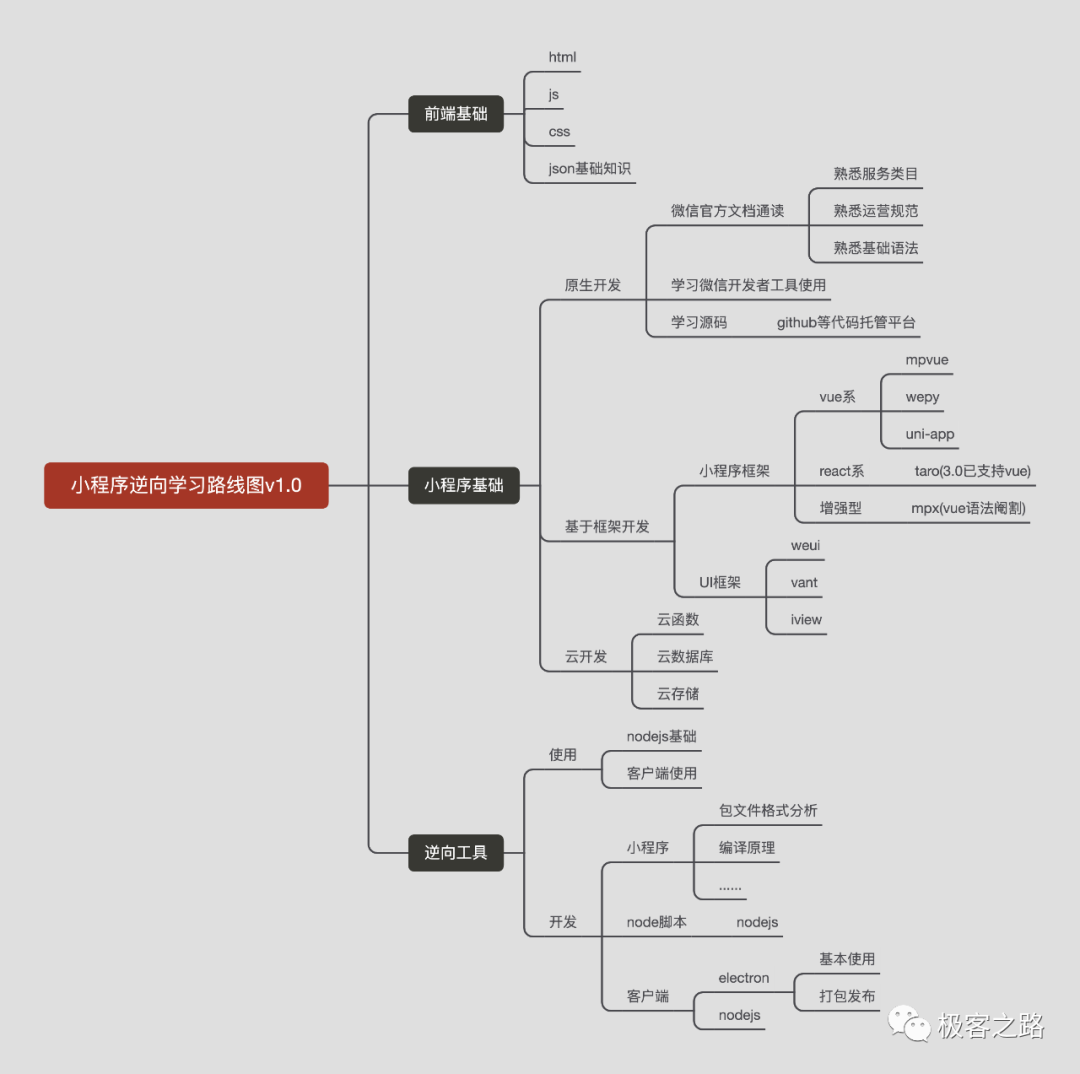 小程序逆向学习路线图v1.0
前端基础
html
js
css
json基础知识
小程序基础
原生开发
微信官方文档通读
熟悉服务类目
熟悉运营规范
熟悉基础语法
学习微信开发者工具使用
学习源码
github等代码托管平台
基于框架开发
小程序框架
vue系
mpvue
wepy
uni-app
react系
taro(3.0已支持vue)
增强型
mpx(vue语法阉割)
UI框架
weui
vant
iview
云开发
云函数
云数据库
云存储
逆向工具
使用
nodejs基础
客户端使用
开发
小程序
包文件格式分析
编译原理
......
node脚本
nodejs
客户端
electron
基本使用
打包发布
nodejs
极客之路